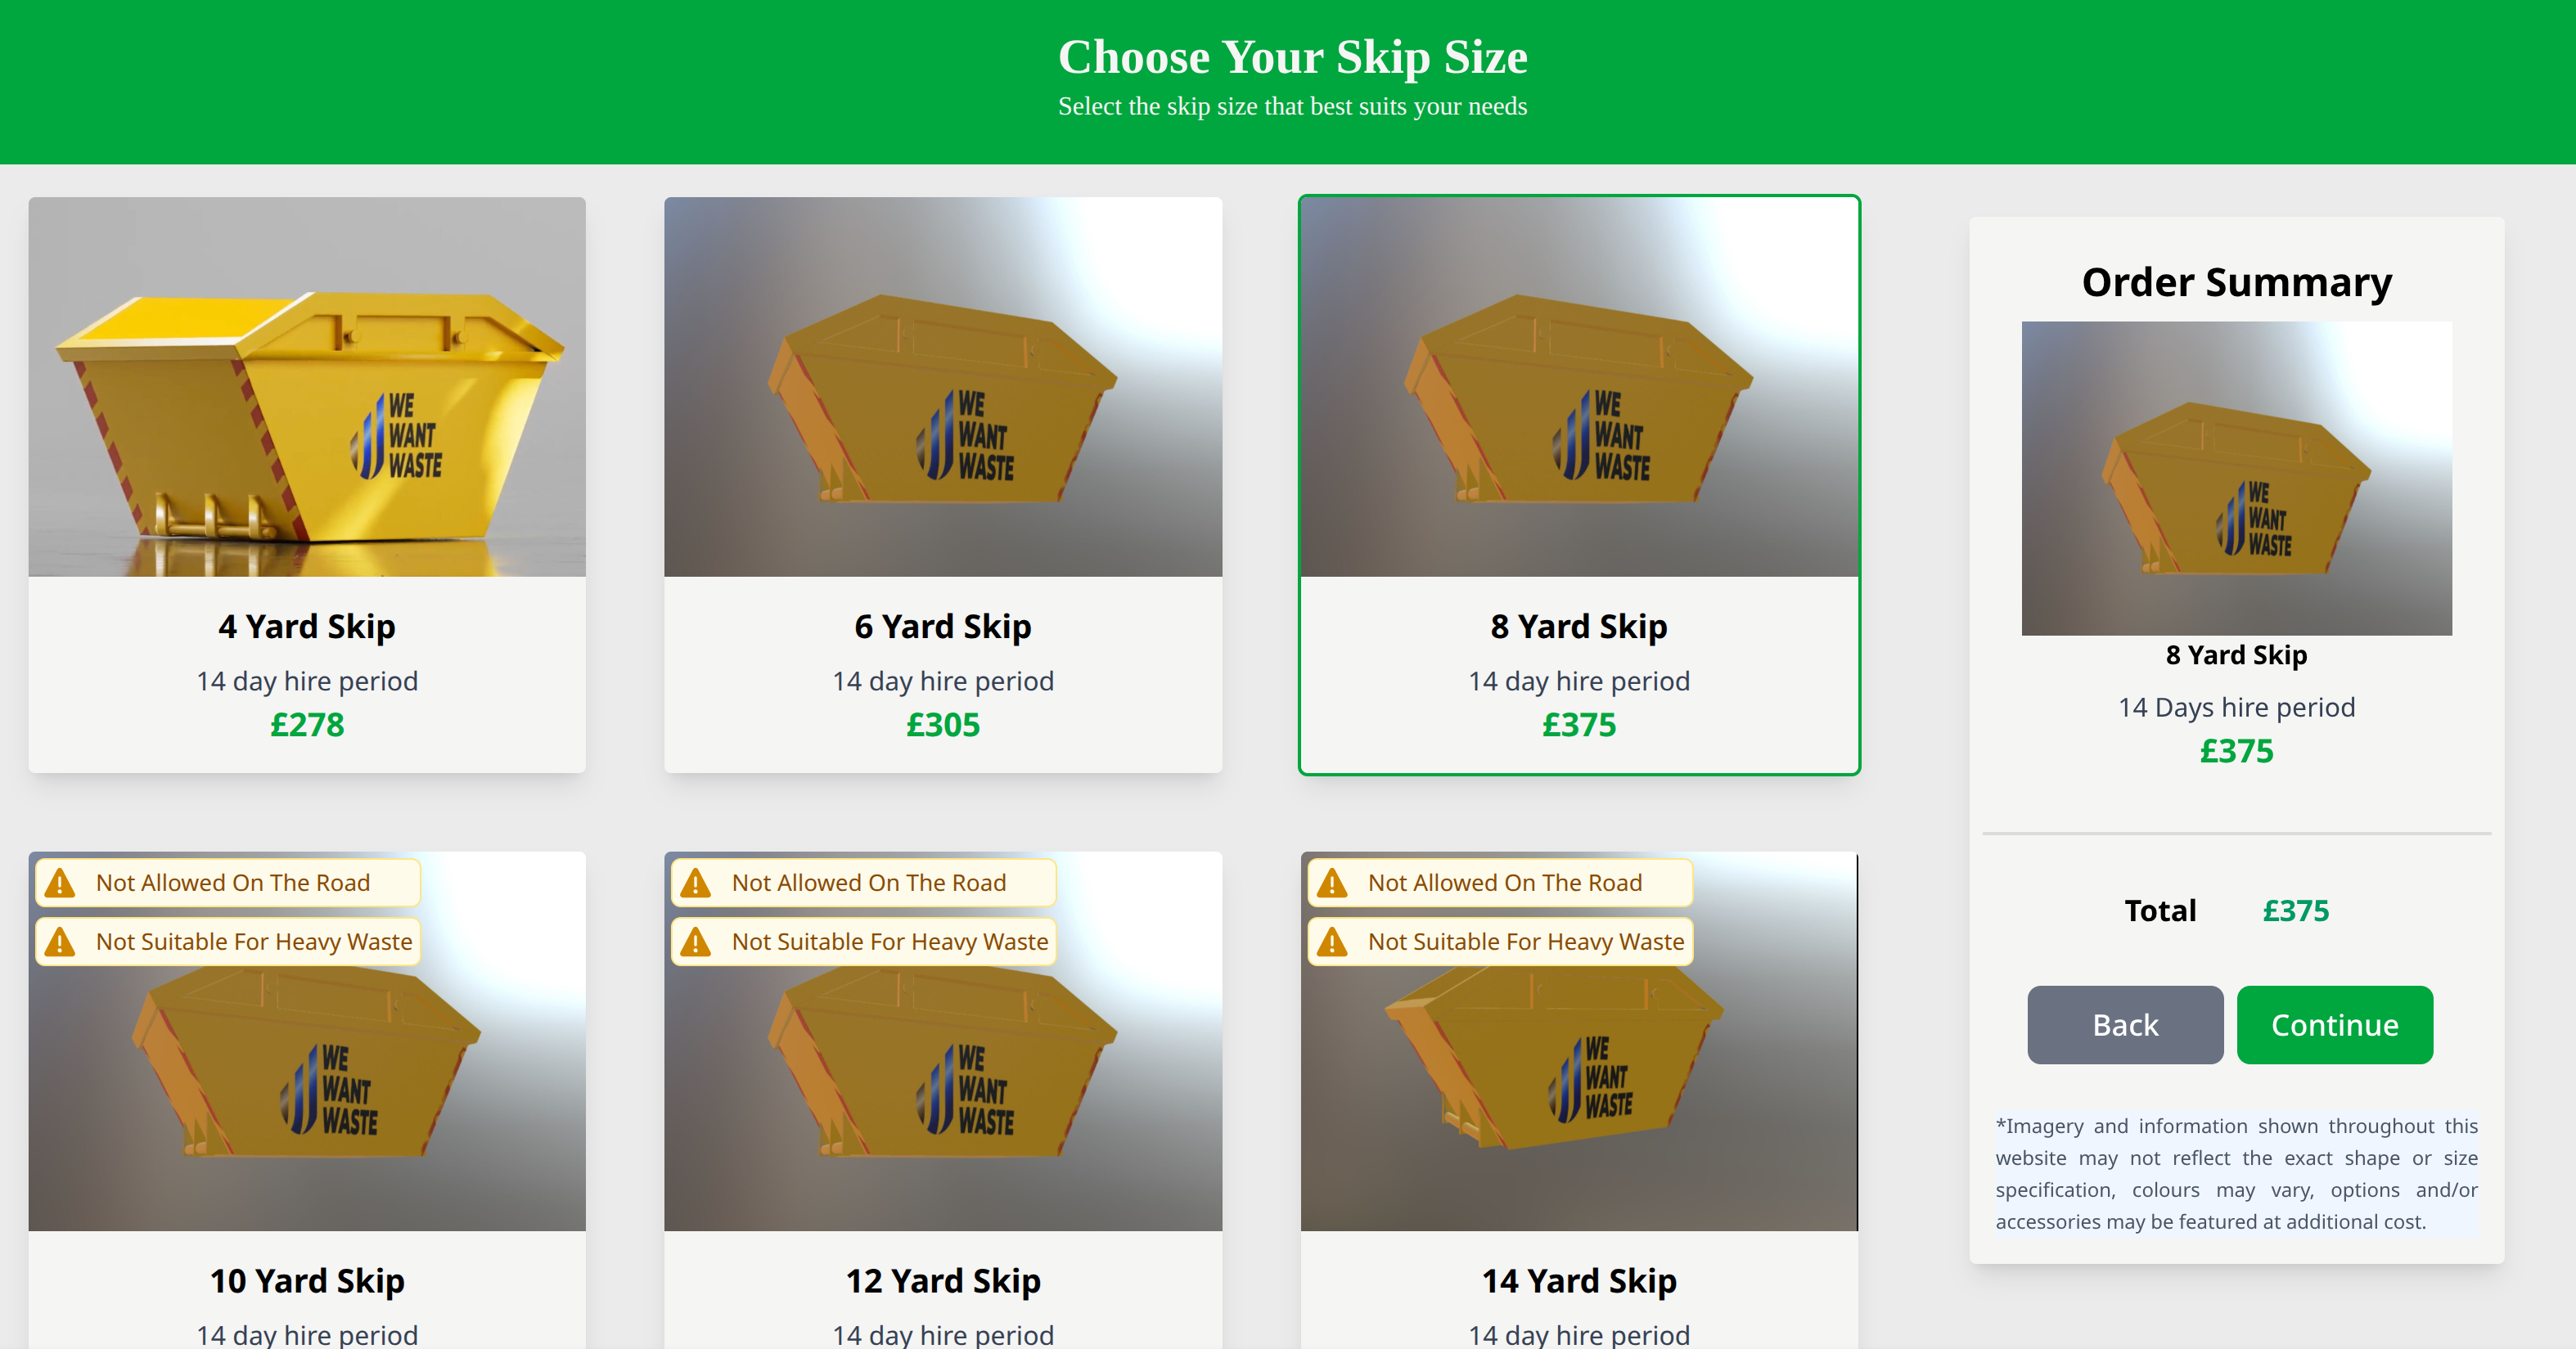 Choose Your Skip Size
Select the skip size that best suits your needs
WE
WANT
WASTE
4 Yard Skip
14 day hire period
£278
WE
WANT
WASTE
6 Yard Skip
14 day hire period
£305
WE
WANT
WASTE
8 Yard Skip
14 day hire period
£375
Not Allowed On The Road
Not Suitable For Heavy Waste
WE
WANT
WASTE
10 Yard Skip
14 day hire period
Not Allowed On The Road
Not Suitable For Heavy Waste
WE
WANT
WASTE
12 Yard Skip
14 day hire period
Not Allowed On The Road
Not Suitable For Heavy Waste
WE
WANT
WASTE
14 Yard Skip
14 day hire period
Order Summary
WE
WANT
WASTE
8 Yard Skip
14 Days hire period
£375
Total £375
Back Continue
*Imagery and information shown throughout this
website may not reflect the exact shape or size
specification, colours may vary, options and/or
accessories may be featured at additional cost.